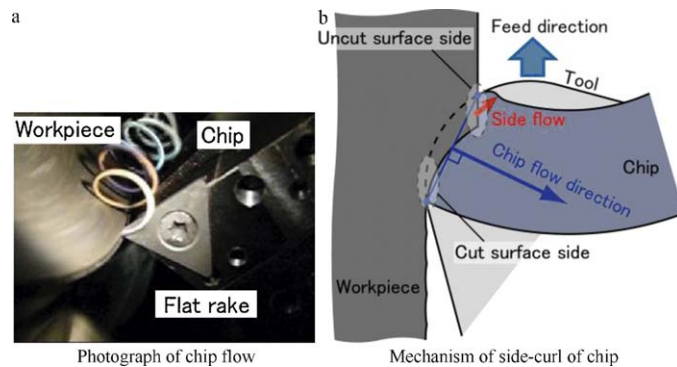 a
Workpiece
Chip
Flat rake
Photograph of chip flow
b
Uncut surface side
Feed direction
Tool
Side flow
Chip flow direction
Chip
Cut surface side
Workpiece
Mechanism of side-curl of chip